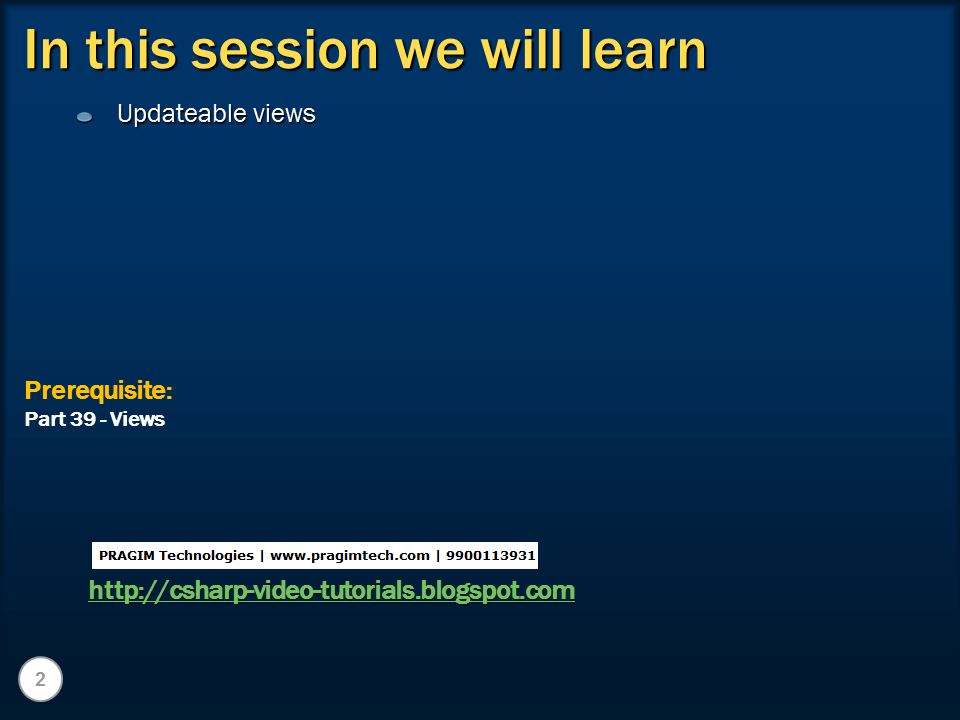 In this session we will learn
Updateable views
Prerequisite:
Part 39 - Views
PRAGIM Technologies | www.pragimtech.com | 9900113931
http://csharp-video-tutorials.blogspot.com
2